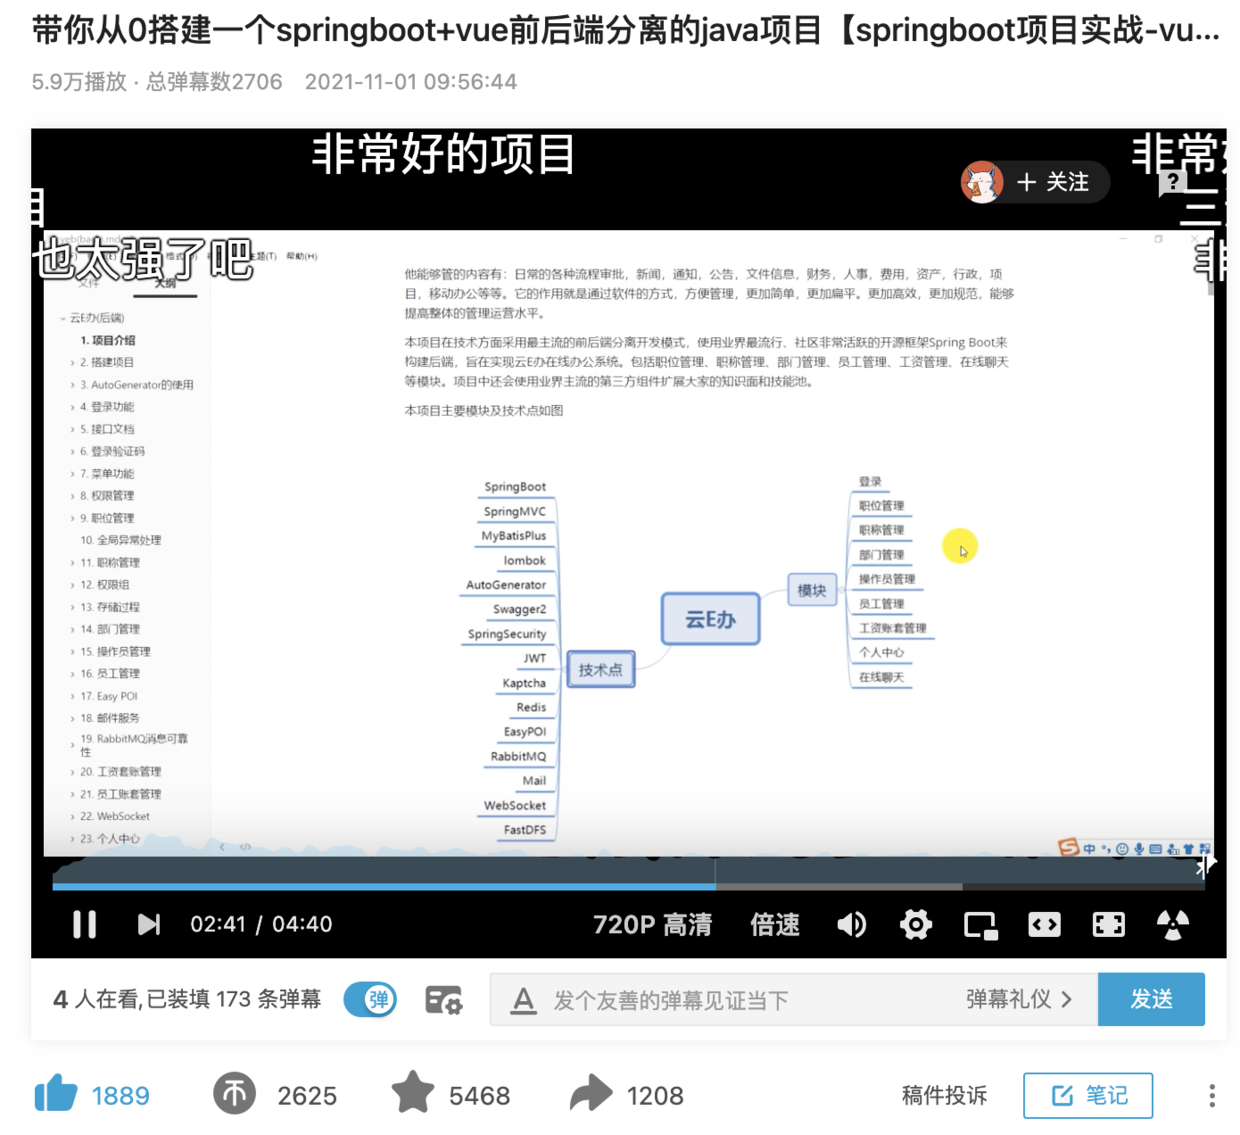 带你从0搭建一个springboot+vue前后端分离的java项目【springboot项目实战-vu...
5.9万播放 · 总弹幕数2706 2021-11-01 09:56:44
非常好的项目
非常
+ 关注
?
三
目
也太强了吧
非
帮助(H)
文件
大纲
云E办(后端)
1. 项目介绍
2. 搭建项目
3. AutoGenerator的使用
4. 登录功能
5. 接口文档
6. 登录验证码
7. 菜单功能
8. 权限管理
9. 职位管理
10. 全局异常处理
11. 职称管理
12. 权限组
13. 存储过程
14. 部门管理
15. 操作员管理
16. 员工管理
17. Easy POI
18. 邮件服务
19. RabbitMQ消息可靠
性
20. 工资套账管理
21. 员工账套管理
22. WebSocket
23. 个人中心
他能够管的内容有：日常的各种流程审批，新闻，通知，公告，文件信息，财务，人事，费用，资产，行政，项
目，移动办公等等。它的作用就是通过软件的方式，方便管理，更加简单，更加扁平。更加高效，更加规范，能够
提高整体的管理运营水平。
本项目在技术方面采用最主流的前后端分离开发模式，使用业界最流行、社区非常活跃的开源框架Spring Boot来
构建后端，旨在实现云E办在线办公系统。包括职位管理、职称管理、部门管理、员工管理、工资管理、在线聊天
等模块。项目中还会使用业界主流的第三方组件扩展大家的知识面和技能池。
本项目主要模块及技术点如图
SpringBoot
SpringMVC
MyBatisPlus
lombok
AutoGenerator
Swagger2
SpringSecurity
JWT
Kaptcha
Redis
EasyPOI
RabbitMQ
Mail
WebSocket
FastDFS
技术点
云E办
模块
登录
职位管理
职称管理
部门管理
操作员管理
员工管理
工资账套管理
个人中心
在线聊天
中
02:41 / 04:40
720P 高清
倍速
4 人在看,已装填 173 条弹幕
弹
A 发个友善的弹幕见证当下
弹幕礼仪 >
发送
1889
2625
5468
1208
稿件投诉
笔记